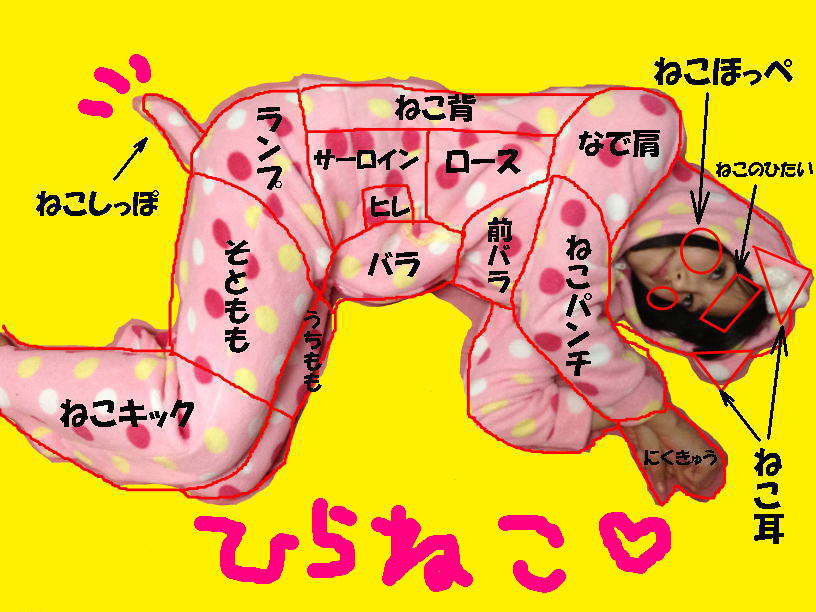 ねこほっぺ
ねこ背
ランプ
なで肩
サーロイン
ロース
ねこのひたい
ねこしっぽ
ヒレ
そともも
バラ
前バラ
ねこパンチ
うちもも
ねこキック
にくきゅう
ねこ耳
ひらねこ♡